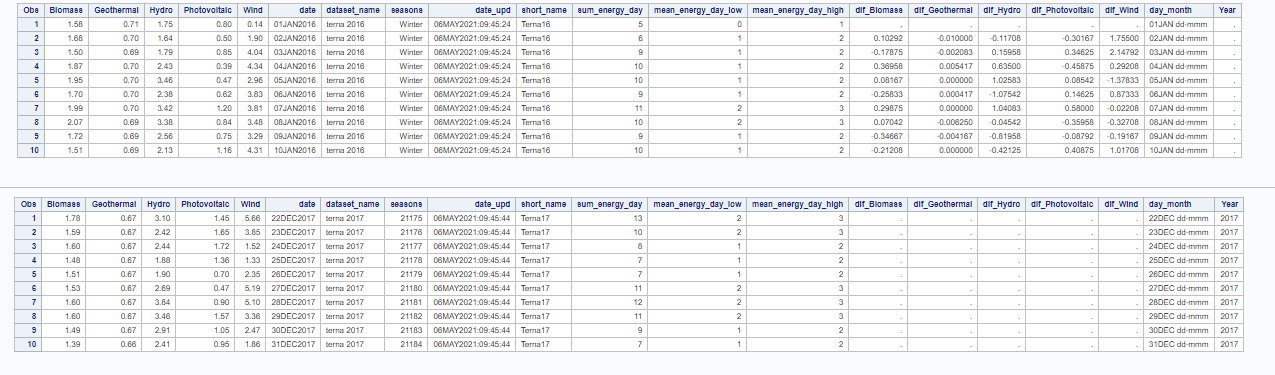 Obs Biomass Geothermal Hydro Photovoltaic Wind date dataset_name seasons date_upd short_name sum_energy_day mean_energy_day_low mean_energy_day_high dif_Biomass dif_Geothermal dif_Hydro dif_Photovoltaic dif_Wind day_month Year
1 1.58 0.71 1.75 0.80 0.14 01JAN2016 terna 2016 Winter 06MAY2021:09:45:24 Terna16 5 0 1 . . . . . 01JAN dd-mmm .
2 1.68 0.70 1.64 0.50 1.90 02JAN2016 terna 2016 Winter 06MAY2021:09:45:24 Terna16 6 1 2 0.10292 -0.010000 -0.11708 -0.30167 1.75500 02JAN dd-mmm .
3 1.50 0.69 1.79 0.85 4.04 03JAN2016 terna 2016 Winter 06MAY2021:09:45:24 Terna16 9 1 2 -0.17875 -0.002083 0.15958 0.34625 2.14792 03JAN dd-mmm .
4 1.87 0.70 2.43 0.39 4.34 04JAN2016 terna 2016 Winter 06MAY2021:09:45:24 Terna16 10 1 2 0.36958 0.005417 0.63500 -0.45875 0.29208 04JAN dd-mmm .
5 1.95 0.70 3.46 0.47 2.96 05JAN2016 terna 2016 Winter 06MAY2021:09:45:24 Terna16 10 1 2 0.08167 0.000000 1.02583 0.08542 -1.37833 05JAN dd-mmm .
6 1.70 0.70 2.38 0.62 3.83 06JAN2016 terna 2016 Winter 06MAY2021:09:45:24 Terna16 9 1 2 -0.25833 0.000417 -1.07542 0.14625 0.87333 06JAN dd-mmm .
7 1.99 0.70 3.42 1.20 3.81 07JAN2016 terna 2016 Winter 06MAY2021:09:45:24 Terna16 11 2 3 0.29875 0.000000 1.04083 0.58000 -0.02208 07JAN dd-mmm .
8 2.07 0.69 3.38 0.84 3.48 08JAN2016 terna 2016 Winter 06MAY2021:09:45:24 Terna16 10 2 3 0.07042 -0.006250 -0.04542 -0.35958 -0.32708 08JAN dd-mmm .
9 1.72 0.69 2.56 0.75 3.29 09JAN2016 terna 2016 Winter 06MAY2021:09:45:24 Terna16 9 1 2 -0.34667 -0.004167 -0.81958 -0.08792 -0.19167 09JAN dd-mmm .
10 1.51 0.69 2.13 1.16 4.31 10JAN2016 terna 2016 Winter 06MAY2021:09:45:24 Terna16 10 1 2 -0.21208 0.000000 -0.42125 0.40875 1.01708 10JAN dd-mmm .
Obs Biomass Geothermal Hydro Photovoltaic Wind date dataset_name seasons date_upd short_name sum_energy_day mean_energy_day_low mean_energy_day_high dif_Biomass dif_Geothermal dif_Hydro dif_Photovoltaic dif_Wind day_month Year
1 1.78 0.67 3.10 1.45 5.66 22DEC2017 terna 2017 21175 06MAY2021:09:45:44 Terna17 13 2 3 . . . . . 22DEC dd-mmm 2017
2 1.59 0.67 2.42 1.65 3.85 23DEC2017 terna 2017 21176 06MAY2021:09:45:44 Terna17 10 2 3 . . . . . 23DEC dd-mmm 2017
3 1.60 0.67 2.44 1.72 1.52 24DEC2017 terna 2017 21177 06MAY2021:09:45:44 Terna17 8 1 2 . . . . . 24DEC dd-mmm 2017
4 1.48 0.67 1.88 1.36 1.33 25DEC2017 terna 2017 21178 06MAY2021:09:45:44 Terna17 7 1 2 . . . . . 25DEC dd-mmm 2017
5 1.51 0.67 1.90 0.70 2.35 26DEC2017 terna 2017 21179 06MAY2021:09:45:44 Terna17 7 1 2 . . . . . 26DEC dd-mmm 2017
6 1.53 0.67 2.69 0.47 5.19 27DEC2017 terna 2017 21180 06MAY2021:09:45:44 Terna17 11 2 3 . . . . . 27DEC dd-mmm 2017
7 1.60 0.67 3.84 0.90 5.10 28DEC2017 terna 2017 21181 06MAY2021:09:45:44 Terna17 12 2 3 . . . . . 28DEC dd-mmm 2017
8 1.60 0.67 3.46 1.57 3.36 29DEC2017 terna 2017 21182 06MAY2021:09:45:44 Terna17 11 2 3 . . . . . 29DEC dd-mmm 2017
9 1.49 0.67 2.91 1.05 2.47 30DEC2017 terna 2017 21183 06MAY2021:09:45:44 Terna17 9 1 2 . . . . . 30DEC dd-mmm 2017
10 1.39 0.66 2.41 0.95 1.86 31DEC2017 terna 2017 21184 06MAY2021:09:45:44 Terna17 7 1 2 . . . . . 31DEC dd-mmm 2017